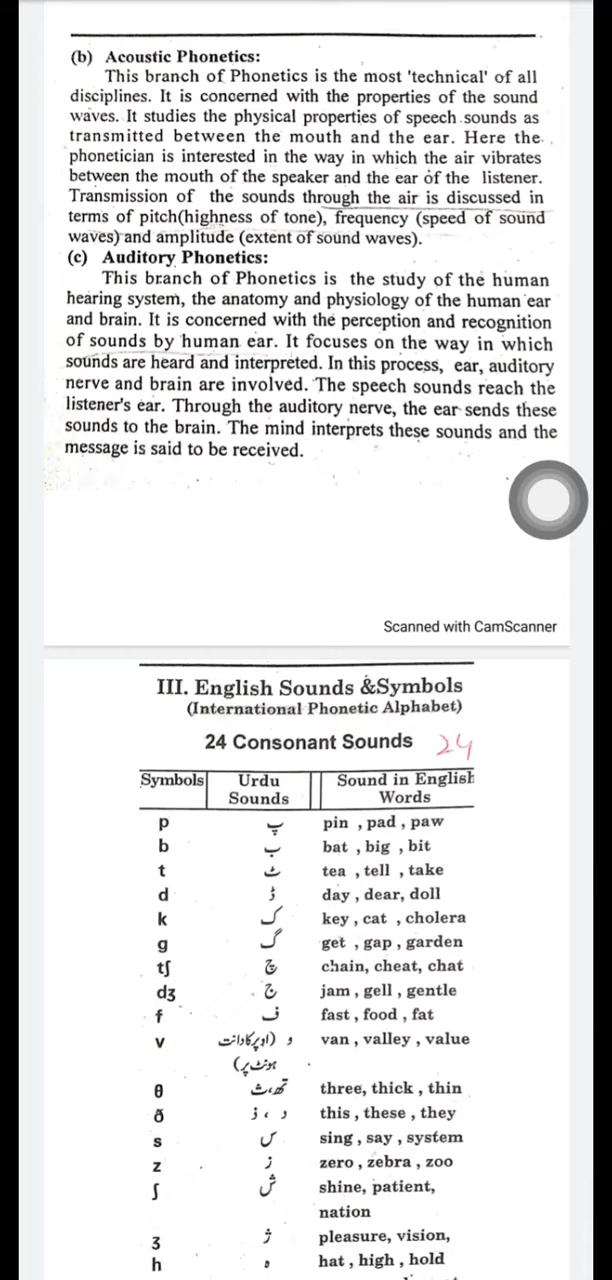 (b) Acoustic Phonetics:
This branch of Phonetics is the most 'technical' of all
disciplines. It is concerned with the properties of the sound
waves. It studies the physical properties of speech sounds as
transmitted between the mouth and the ear. Here the
phonetician is interested in the way in which the air vibrates
between the mouth of the speaker and the ear of the listener.
Transmission of the sounds through the air is discussed in
terms of pitch(highness of tone), frequency (speed of sound
waves) and amplitude (extent of sound waves).
(c) Auditory Phonetics:
This branch of Phonetics is the study of the human
hearing system, the anatomy and physiology of the human ear
and brain. It is concerned with the perception and recognition
of sounds by human ear. It focuses on the way in which
sounds are heard and interpreted. In this process, ear, auditory
nerve and brain are involved. The speech sounds reach the
listener's ear. Through the auditory nerve, the ear sends these
sounds to the brain. The mind interprets these sounds and the
message is said to be received.
Scanned with CamScanner
III. English Sounds &Symbols
(International Phonetic Alphabet)
24 Consonant Sounds 24
Symbols Urdu Sound in English
Sounds Words
p پ pin , pad , paw
b ب bat , big , bit
t ٹ tea , tell , take
d ڈ day , dear, doll
k ک key , cat , cholera
g گ get , gap , garden
tʃ چ chain, cheat, chat
dʒ ج jam , gell , gentle
f ف fast , food , fat
v و (اوپر کا دانت van , valley , value
ہونٹ پر)
θ تھ، ث three, thick , thin
ð د ، ذ this , these , they
s س sing , say , system
z ز zero , zebra , zoo
ʃ ش shine, patient,
nation
ʒ ژ pleasure, vision,
h ہ hat , high , hold